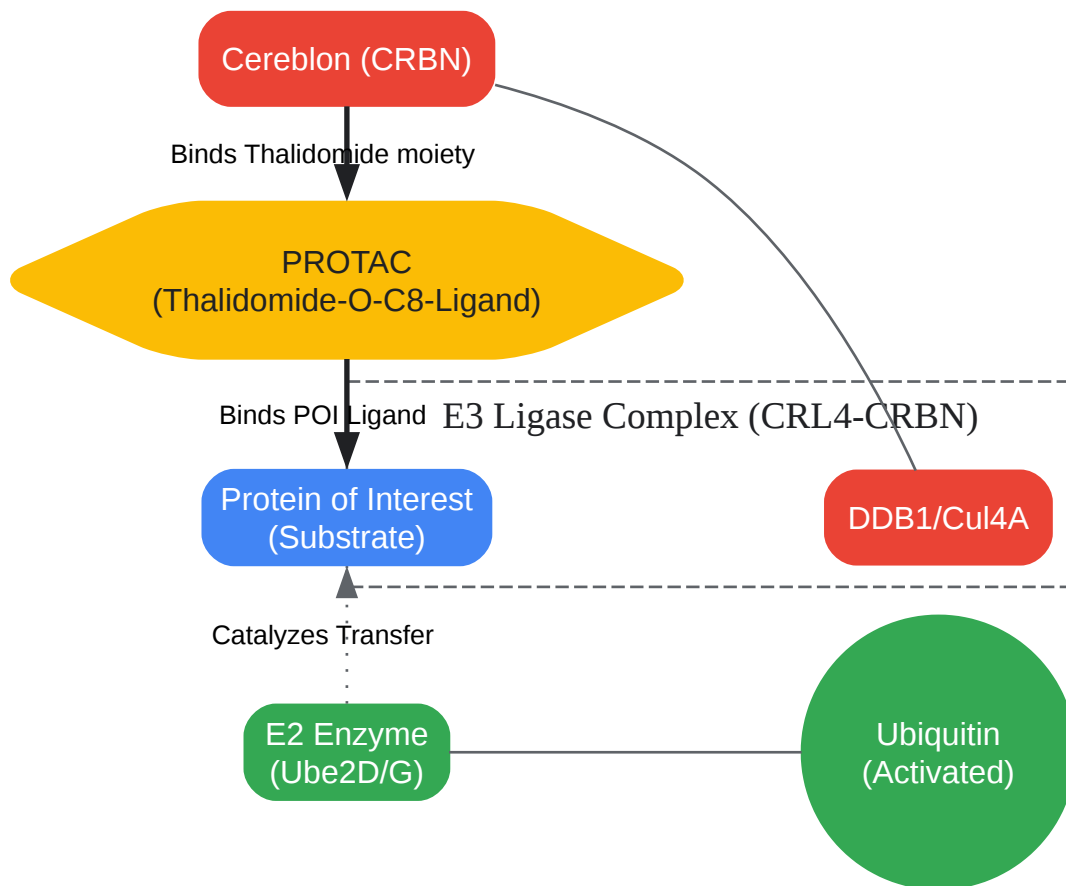 Cereblon (CRBN)
Binds Thalidomide moiety
PROTAC
(Thalidomide-O-C8-Ligand)
Binds POI Ligand
E3 Ligase Complex (CRL4-CRBN)
Protein of Interest
(Substrate)
DDB1/Cul4A
Catalyzes Transfer
E2 Enzyme
(Ube2D/G)
Ubiquitin
(Activated)